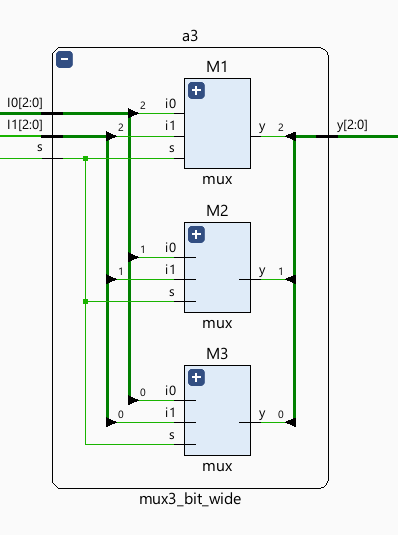 a3
M1
I0[2:0]
2 i0
I1[2:0]
2 i1
y 2
y[2:0]
s
s
mux
M2
1 i0
1 i1
y 1
s
mux
M3
0 i0
0 i1
y 0
s
mux
mux3_bit_wide